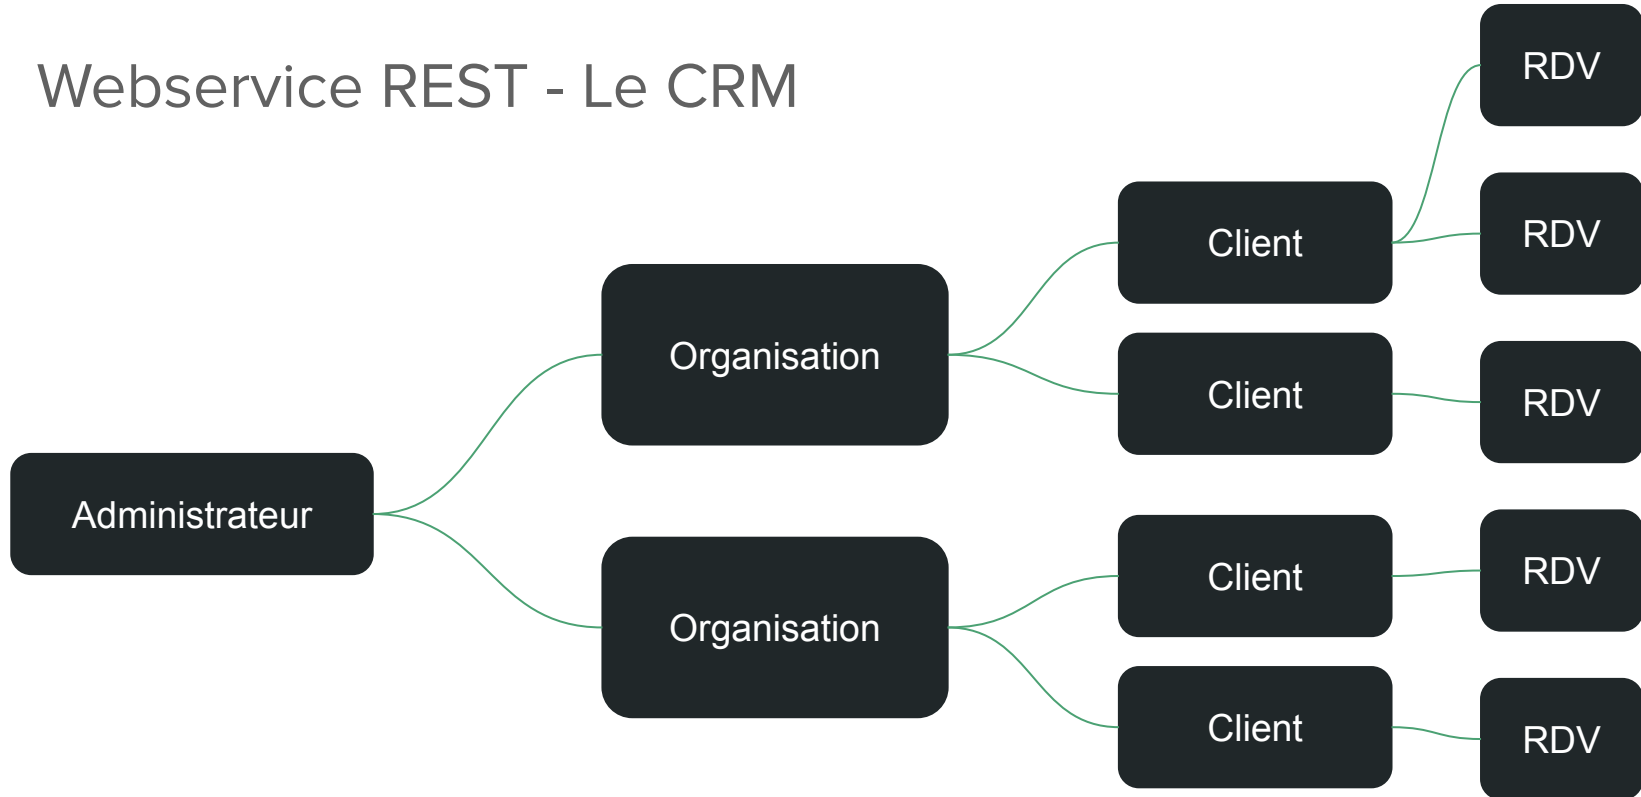 Webservice REST - Le CRM
Administrateur
Organisation
Organisation
Client
Client
Client
Client
RDV
RDV
RDV
RDV
RDV